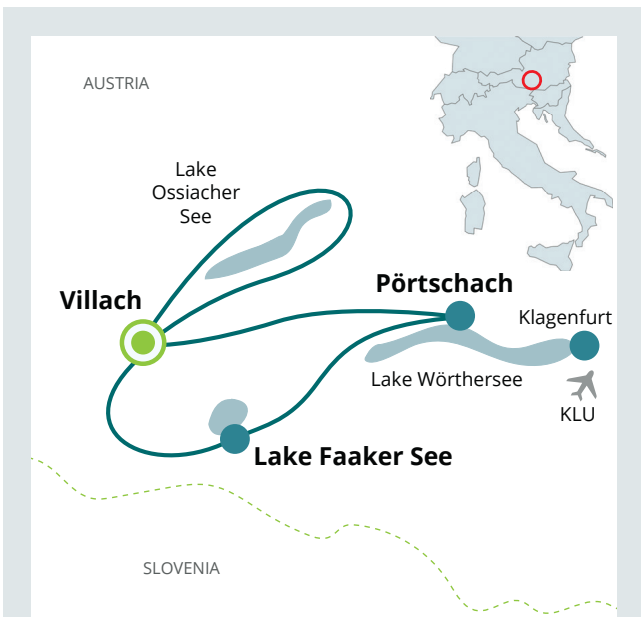 AUSTRIA
Lake
Ossiacher
See
Villach
Pörtschach
Klagenfurt
Lake Wörthersee
KLU
Lake Faaker See
SLOVENIA